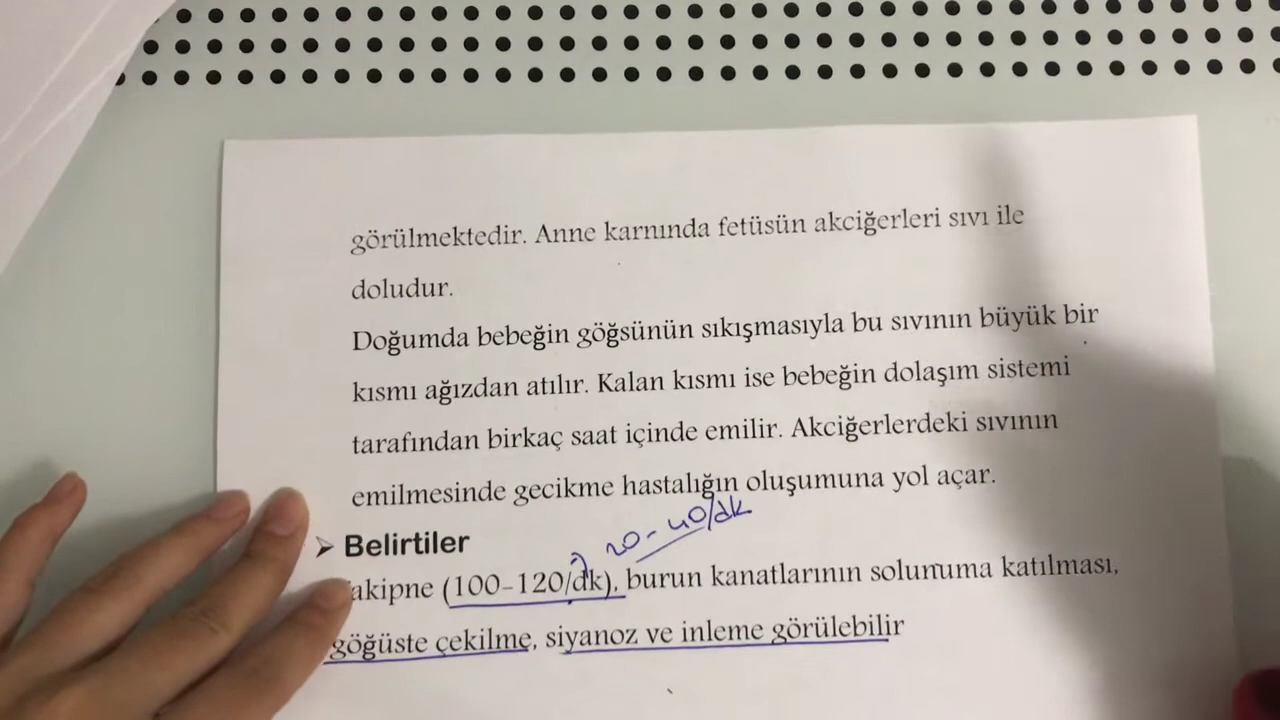 görülmektedir. Anne karnında fetüsün akciğerleri sıvı ile
doludur.
Doğumda bebeğin göğsünün sıkışmasıyla bu sıvının büyük bir
kısmı ağızdan atılır. Kalan kısmı ise bebeğin dolaşım sistemi
tarafından birkaç saat içinde emilir. Akciğerlerdeki sıvının
emilmesinde gecikme hastalığın oluşumuna yol açar.
➤ Belirtiler
20-40/dk
akipne (100-120/dk), burun kanatlarının solunuma katılması,
göğüste çekilme, siyanoz ve inleme görülebilir